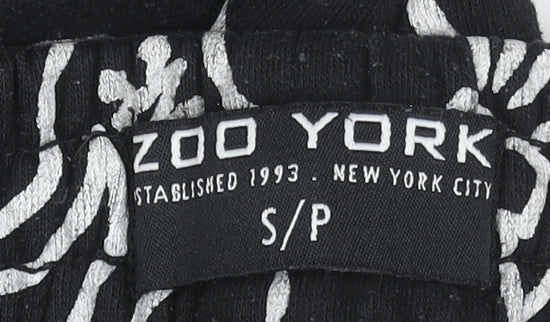 ZOO YORK
ESTABLISHED 1993 . NEW YORK CITY
S/P